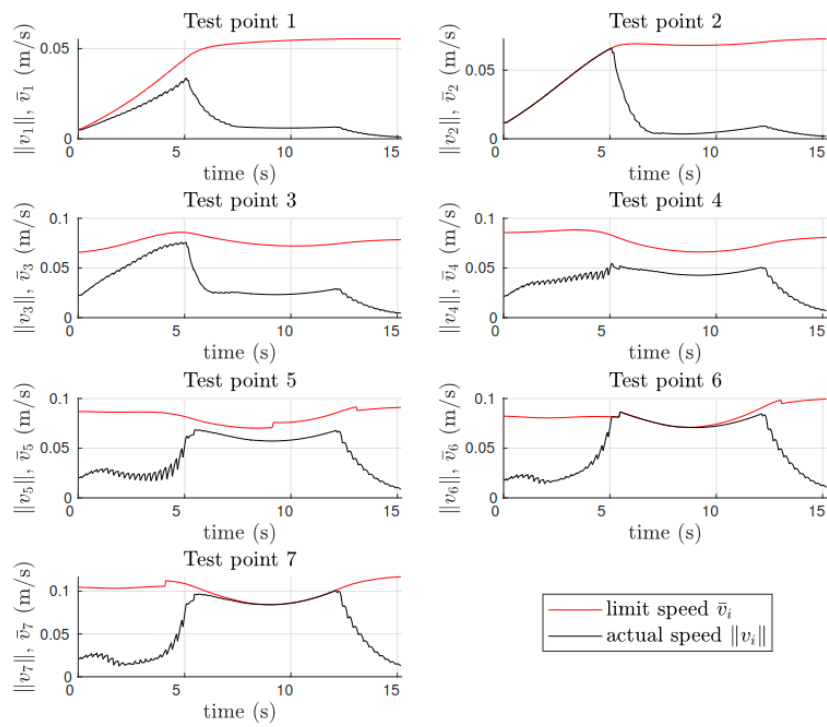 Test point 1
‖v₁‖, v̄₁ (m/s)
0.05
0
0 5 10 15
time (s)
Test point 2
‖v₂‖, v̄₂ (m/s)
0.05
0
0 5 10 15
time (s)
Test point 3
‖v₃‖, v̄₃ (m/s)
0.1
0.05
0
0 5 10 15
time (s)
Test point 4
‖v₄‖, v̄₄ (m/s)
0.1
0.05
0
0 5 10 15
time (s)
Test point 5
‖v₅‖, v̄₅ (m/s)
0.1
0.05
0
0 5 10 15
time (s)
Test point 6
‖v₆‖, v̄₆ (m/s)
0.1
0.05
0
0 5 10 15
time (s)
Test point 7
‖v₇‖, v̄₇ (m/s)
0.1
0.05
0
0 5 10 15
time (s)
limit speed v̄ᵢ
actual speed ‖vᵢ‖